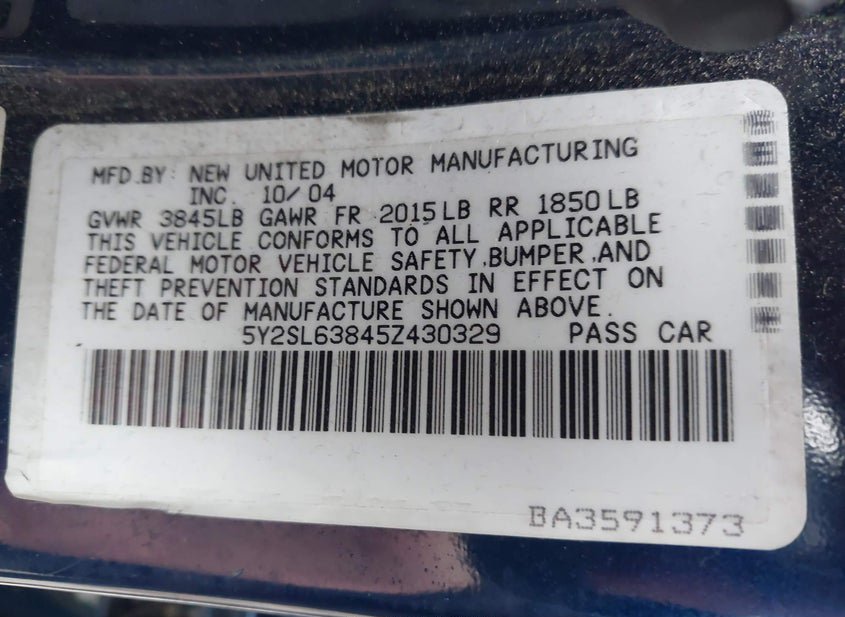 MFD.BY: NEW UNITED MOTOR MANUFACTURING
INC. 10/04
GVWR 3845LB GAWR FR 2015LB RR 1850LB
THIS VEHICLE CONFORMS TO ALL APPLICABLE
FEDERAL MOTOR VEHICLE SAFETY,BUMPER,AND
THEFT PREVENTION STANDARDS IN EFFECT ON
THE DATE OF MANUFACTURE SHOWN ABOVE.
5Y2SL63845Z430329 PASS CAR
BA3591373